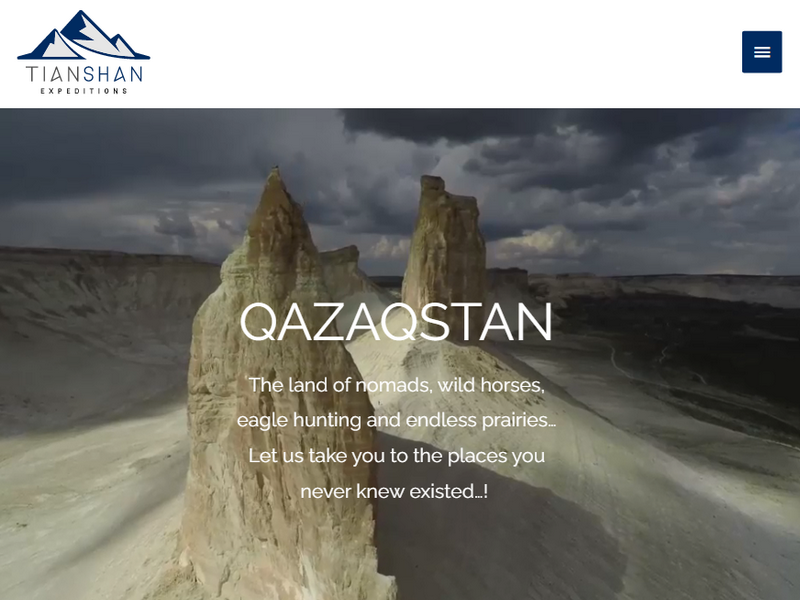 TIANSHAN
EXPEDITIONS
QAZAQSTAN
The land of nomads, wild horses,
eagle hunting and endless prairies…
Let us take you to the places you
never knew existed…!